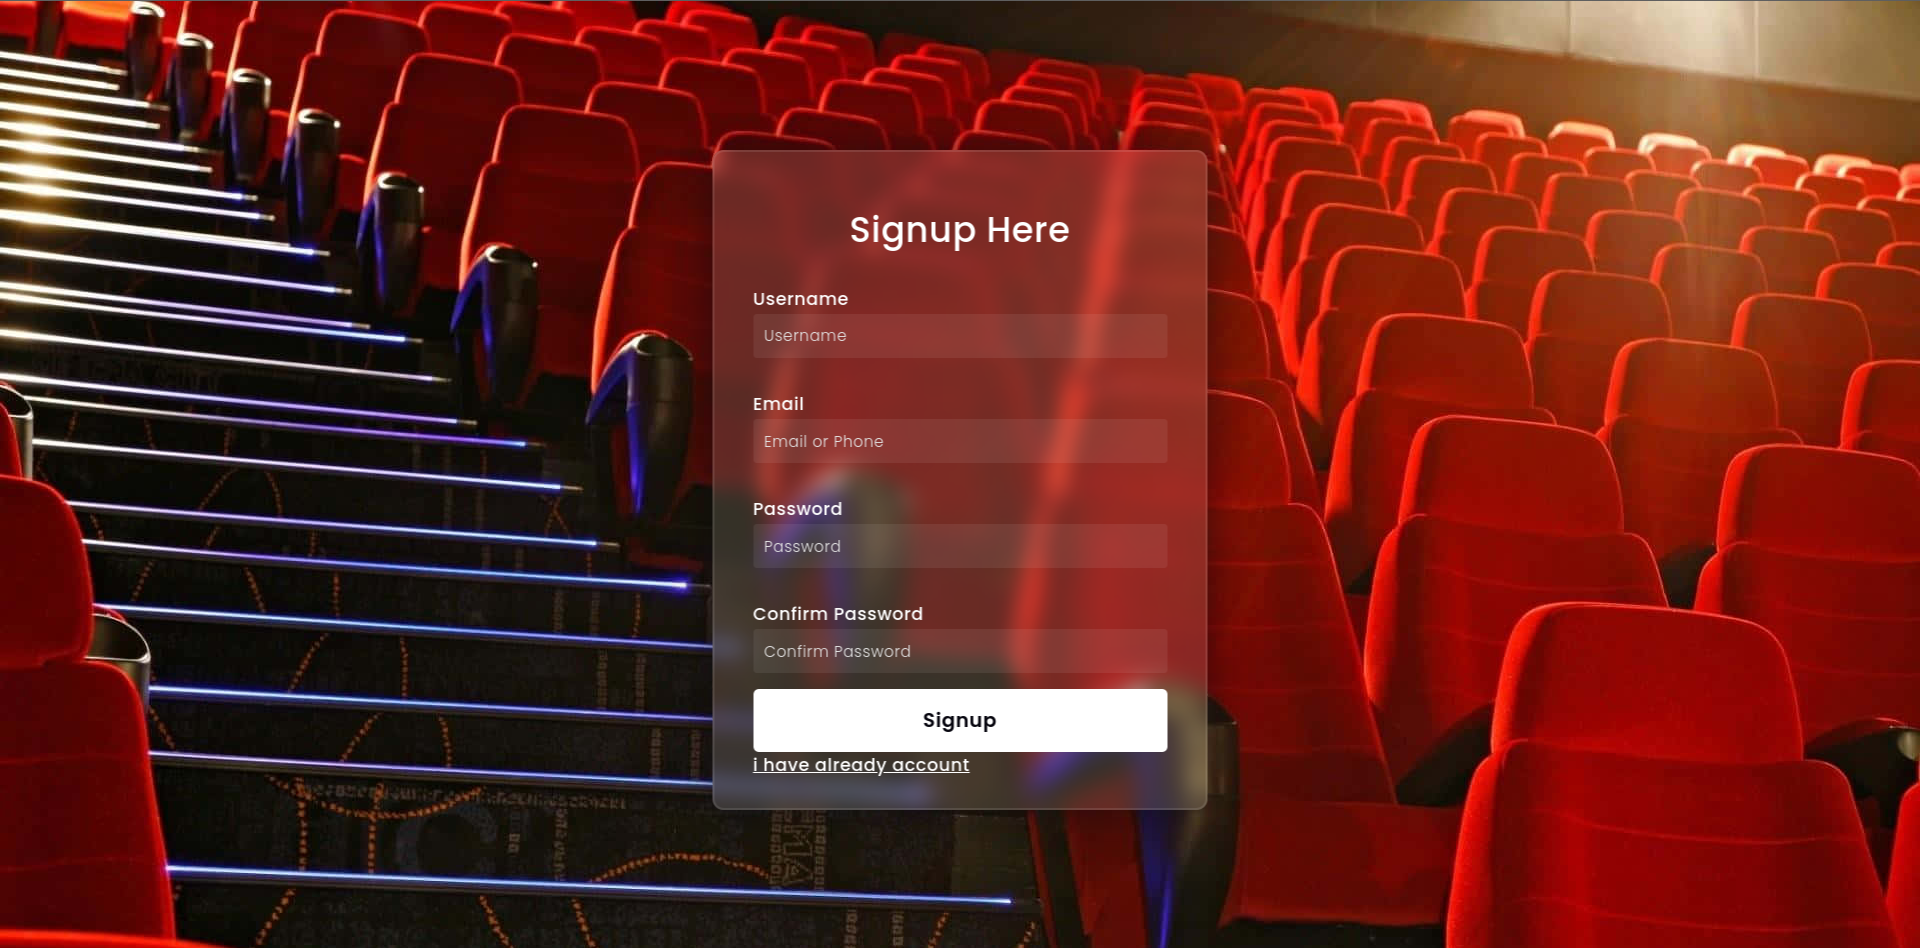 Signup Here
Username
Username
Email
Email or Phone
Password
Password
Confirm Password
Confirm Password
Signup
i have already account